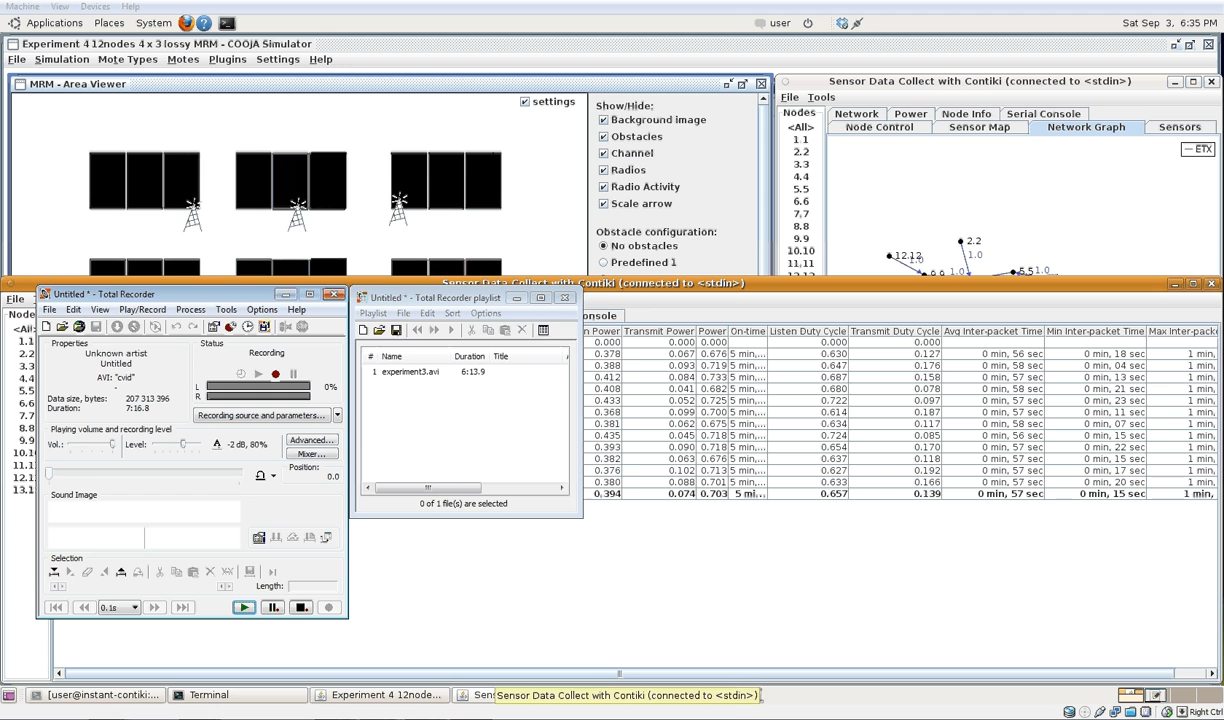 Machine View Devices Help
Applications Places System user Sat Sep 3, 6:35 PM
Experiment 4 12nodes 4 x 3 lossy MRM - COOJA Simulator
File Simulation Mote Types Motes Plugins Settings Help
MRM - Area Viewer
settings
Show/Hide:
Background image
Obstacles
Channel
Radios
Radio Activity
Scale arrow
Obstacle configuration:
No obstacles
Predefined 1
Sensor Data Collect with Contiki (connected to <stdin>)
File Tools
Nodes
<All>
1.1
2.2
3.3
4.4
5.5
6.6
7.7
8.8
9.9
10.10
11.11
12.12
Network Power Node Info Serial Console
Node Control Sensor Map Network Graph Sensors
ETX
2.2
12.12
1.0
9.9 1.0 5.5 1.0
Sensor Data Collect with Contiki (connected to <stdin>)
File
Node
<All
1.1
2.2
3.3
4.4
5.5
6.6
7.7
8.8
9.9
10.1
11.1
12.1
13.1
onsole
n Power Transmit Power Power On-time Listen Duty Cycle Transmit Duty Cycle Avg Inter-packet Time Min Inter-packet Time Max Inter-packe
0.000 0.000 0.000 0.000 0.000
0.378 0.067 0.676 5 min,... 0.630 0.127 0 min, 56 sec 0 min, 18 sec 1 min,
0.388 0.093 0.719 5 min,... 0.647 0.176 0 min, 58 sec 0 min, 04 sec 1 min,
0.412 0.084 0.733 5 min,... 0.687 0.158 0 min, 57 sec 0 min, 13 sec 1 min,
0.408 0.041 0.682 5 min,... 0.680 0.078 0 min, 58 sec 0 min, 21 sec 1 min,
0.433 0.052 0.725 5 min,... 0.722 0.097 0 min, 57 sec 0 min, 23 sec 1 min,
0.368 0.099 0.700 5 min,... 0.614 0.187 0 min, 57 sec 0 min, 11 sec 1 min,
0.381 0.062 0.675 5 min,... 0.634 0.117 0 min, 58 sec 0 min, 07 sec 1 min,
0.435 0.045 0.718 5 min,... 0.724 0.085 0 min, 56 sec 0 min, 15 sec 1 min,
0.393 0.090 0.718 5 min,... 0.654 0.170 0 min, 57 sec 0 min, 22 sec 1 min,
0.382 0.063 0.676 5 min,... 0.637 0.118 0 min, 57 sec 0 min, 15 sec 1 min,
0.376 0.102 0.713 5 min,... 0.627 0.192 0 min, 57 sec 0 min, 17 sec 1 min,
0.380 0.088 0.701 5 min,... 0.633 0.166 0 min, 57 sec 0 min, 20 sec 1 min,
0.394 0.074 0.703 5 mi... 0.657 0.139 0 min, 57 sec 0 min, 15 sec 1 min,
Untitled * - Total Recorder
File Edit View Play/Record Process Tools Options Help
Properties
Unknown artist
Untitled
AVI: "cvid"
-
Data size, bytes: 207 313 396
Duration: 7:16.8
Status
Recording
L
R
0%
Recording source and parameters...
Playing volume and recording level
Vol.: Level: A -2 dB, 80%
Advanced...
Mixer...
Position:
0.0
Sound Image
Selection
Length:
0.1s
Untitled * - Total Recorder playlist
Playlist File Edit Sort Options
# Name Duration Title
1 experiment3.avi 6:13.9
0 of 1 file(s) are selected
[user@instant-contiki:... Terminal Experiment 4 12node... Sen Sensor Data Collect with Contiki (connected to <stdin>)
Right Ctrl